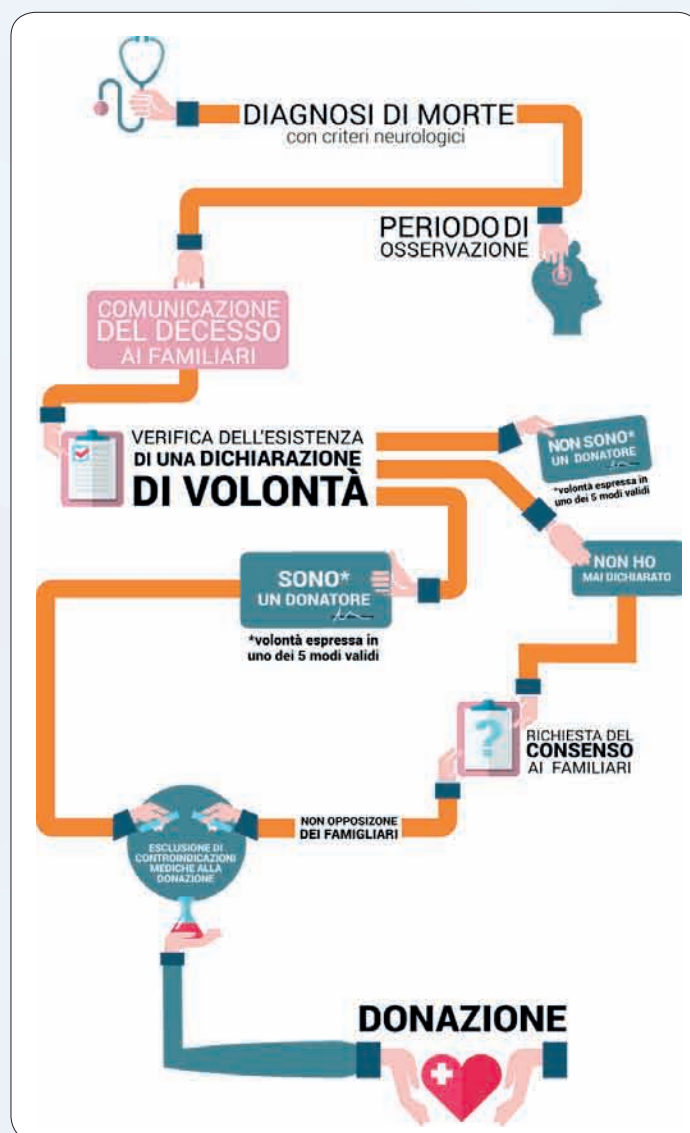 DIAGNOSI DI MORTE
con criteri neurologici
PERIODO DI
OSSERVAZIONE
COMUNICAZIONE
DEL DECESSO
AI FAMILIARI
VERIFICA DELL'ESISTENZA
DI UNA DICHIARAZIONE
DI VOLONTÀ
NON SONO*
UN DONATORE
*volontà espressa in
uno dei 5 modi validi
NON HO
MAI DICHIARATO
SONO*
UN DONATORE
*volontà espressa in
uno dei 5 modi validi
?
RICHIESTA DEL
CONSENSO
AI FAMILIARI
NON OPPOSIZONE
DEI FAMIGLIARI
ESCLUSIONE DI
CONTROINDICAZIONI
MEDICHE ALLA
DONAZIONE
DONAZIONE